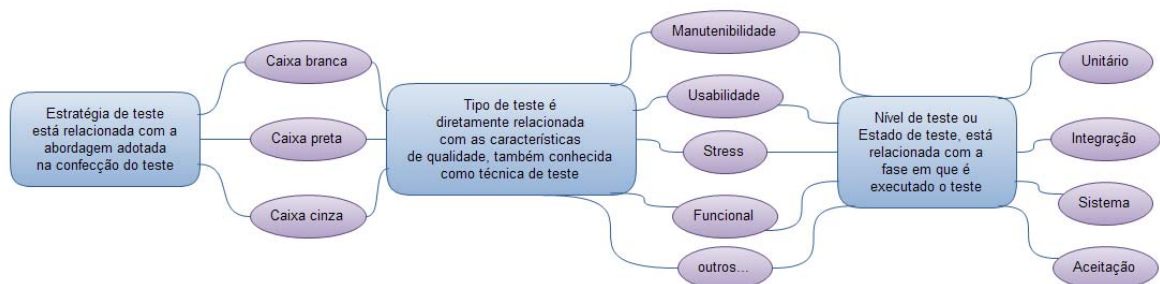 Estratégia de teste
está relacionada com a
abordagem adotada
na confecção do teste
Caixa branca
Caixa preta
Caixa cinza
Tipo de teste é
diretamente relacionada
com as características
de qualidade, também conhecida
como técnica de teste
Manutenibilidade
Usabilidade
Stress
Funcional
outros...
Nível de teste ou
Estado de teste, está
relacionada com a
fase em que é
executado o teste
Unitário
Integração
Sistema
Aceitação